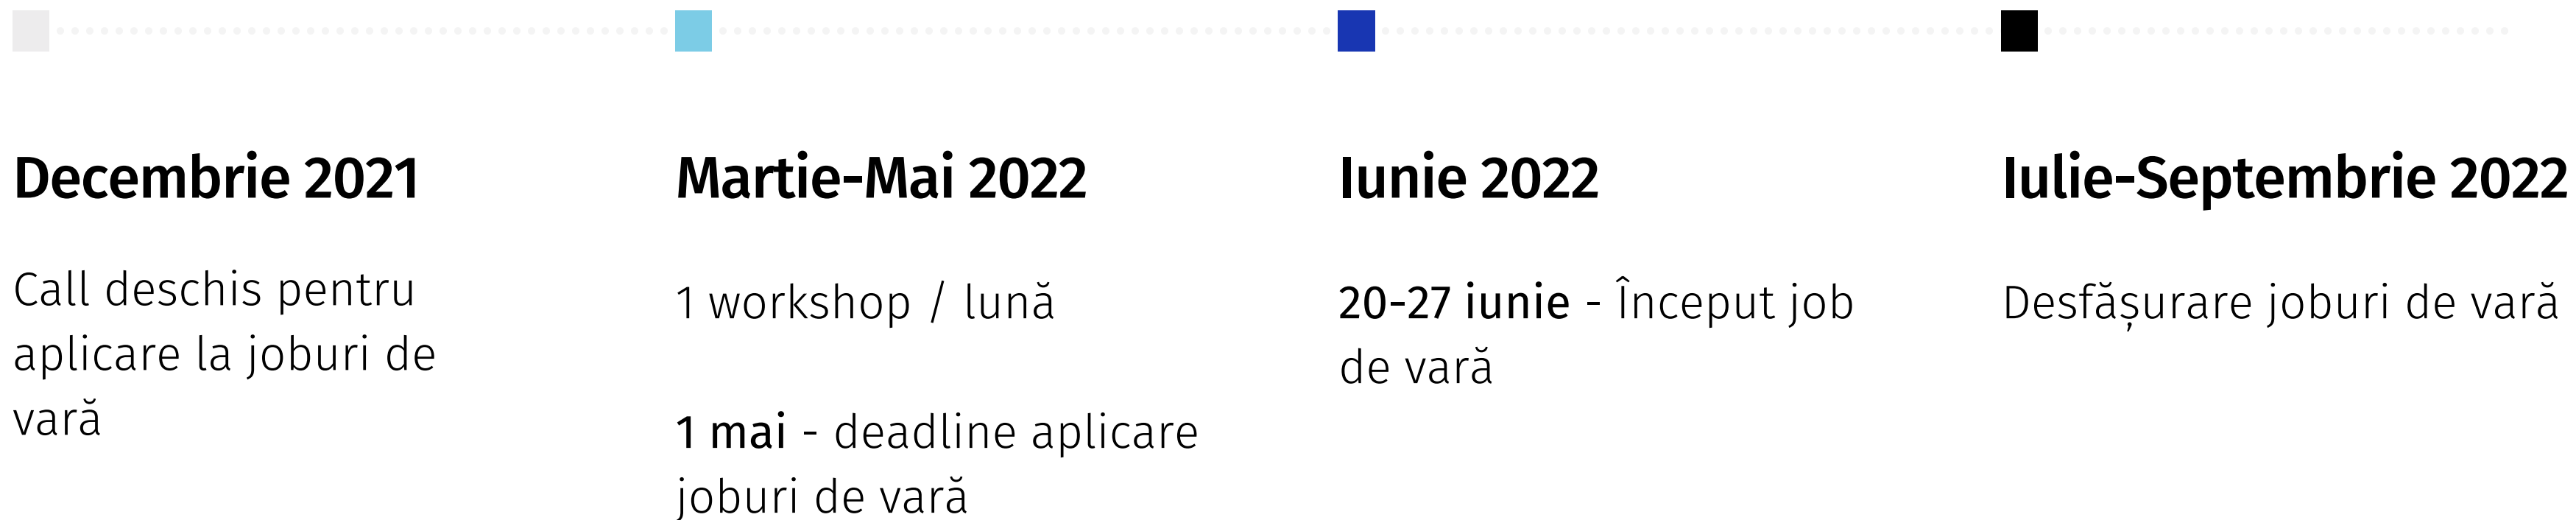 Decembrie 2021
Call deschis pentru
aplicare la joburi de
vară
Martie-Mai 2022
1 workshop / lună
1 mai - deadline aplicare
joburi de vară
Iunie 2022
20-27 iunie - Început job
de vară
Iulie-Septembrie 2022
Desfășurare joburi de vară